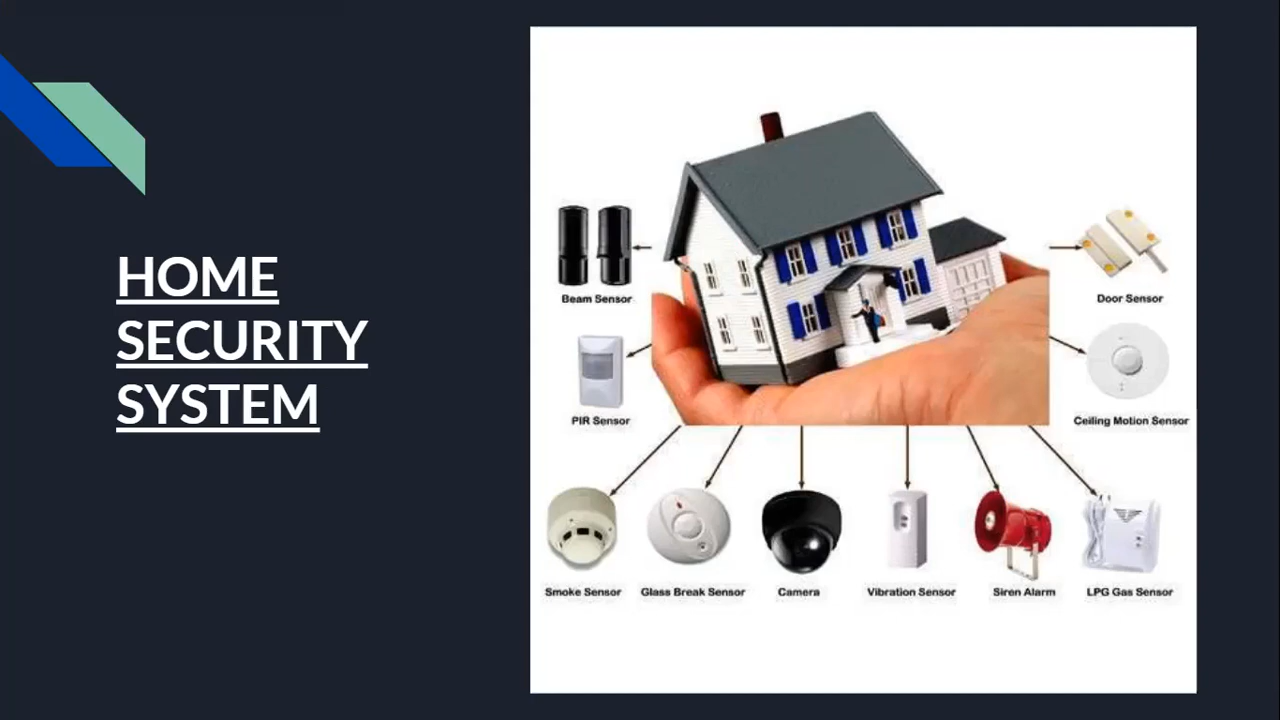 HOME
SECURITY
SYSTEM
Beam Sensor
Door Sensor
PIR Sensor
Ceiling Motion Sensor
Smoke Sensor
Glass Break Sensor
Camera
Vibration Sensor
Siren Alarm
LPG Gas Sensor